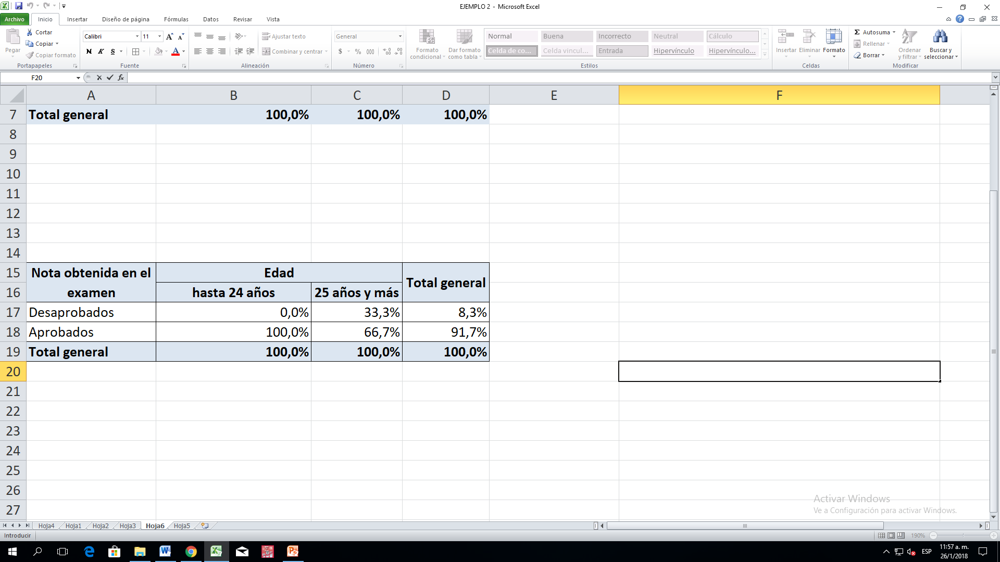 EJEMPLO 2 - Microsoft Excel
Archivo Inicio Insertar Diseño de página Fórmulas Datos Revisar Vista
Pegar
Cortar
Copiar
Copiar formato
Portapapeles
Calibri 11
N K S
Fuente
Ajustar texto
Combinar y centrar
Alineación
General
$ % 000
Número
Formato condicional
Dar formato como tabla
Normal Buena Incorrecto Neutral Cálculo
Celda de co... Celda vincul... Entrada Hipervínculo Hipervínculo...
Estilos
Insertar Eliminar Formato
Celdas
Autosuma
Rellenar
Borrar
Ordenar y filtrar
Buscar y seleccionar
Modificar
F20 fx
A B C D E F
7 Total general 100,0% 100,0% 100,0%
8
9
10
11
12
13
14
15 Nota obtenida en el Edad Total general
16 examen hasta 24 años 25 años y más
17 Desaprobados 0,0% 33,3% 8,3%
18 Aprobados 100,0% 66,7% 91,7%
19 Total general 100,0% 100,0% 100,0%
20
21
22
23
24
25
26
27
Activar Windows
Ve a Configuración para activar Windows.
Hoja4 Hoja1 Hoja2 Hoja3 Hoja6 Hoja5
Introducir 190%
ESP 11:57 a. m.
26/1/2018